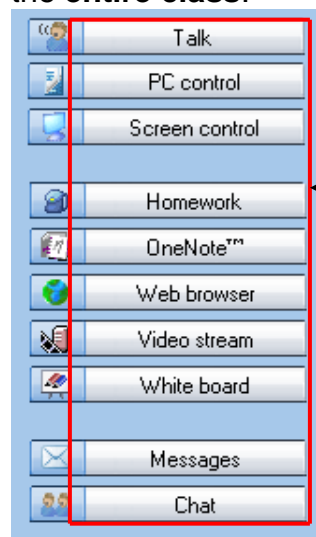 the entire class.
Talk
PC control
Screen control
Homework
OneNote™
Web browser
Video stream
White board
Messages
Chat